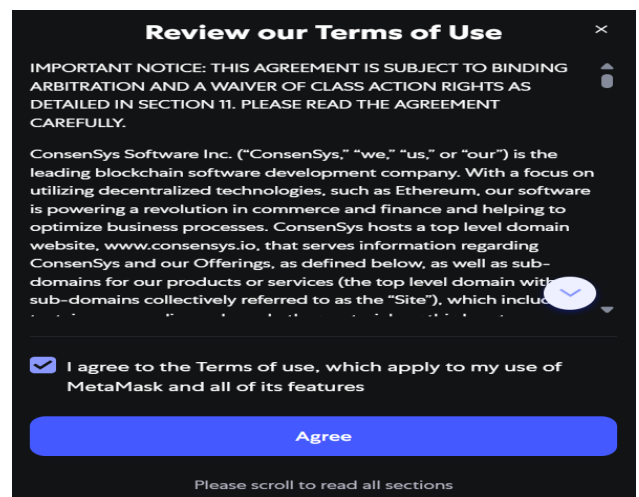 Review our Terms of Use
IMPORTANT NOTICE: THIS AGREEMENT IS SUBJECT TO BINDING
ARBITRATION AND A WAIVER OF CLASS ACTION RIGHTS AS
DETAILED IN SECTION 11. PLEASE READ THE AGREEMENT
CAREFULLY.
ConsenSys Software Inc. (“ConsenSys,” “we,” “us,” or “our”) is the
leading blockchain software development company. With a focus on
utilizing decentralized technologies, such as Ethereum, our software
is powering a revolution in commerce and finance and helping to
optimize business processes. ConsenSys hosts a top level domain
website, www.consensys.io, that serves information regarding
ConsenSys and our Offerings, as defined below, as well as sub-
domains for our products or services (the top level domain with
sub-domains collectively referred to as the “Site”), which
I agree to the Terms of use, which apply to my use of
MetaMask and all of its features
Agree
Please scroll to read all sections